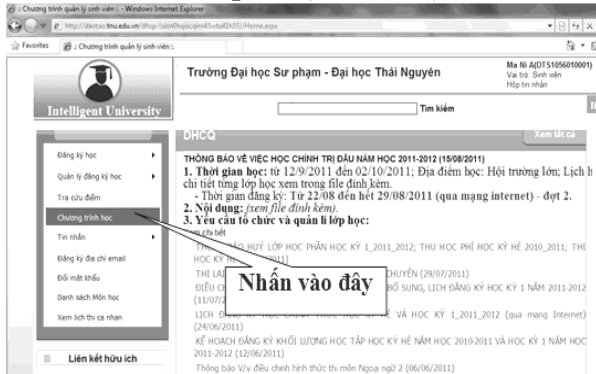 .: Chương trình quản lý sinh viên :. - Windows Internet Explorer
Favorites
.: Chương trình quản lý sinh viên :.
Intelligent University
Trường Đại học Sư phạm - Đại học Thái Nguyên
Ma Ni A(DTS1056010001)
Vai trò: Sinh viên
Hộp tin nhắn
Tìm kiếm
Đăng ký học
Quản lý đăng ký học
Tra cứu điểm
Chương trình học
Tin nhắn
Đăng ký địa chỉ email
Đổi mật khẩu
Danh sách Môn học
Xem lịch thi cá nhân
Liên kết hữu ích
DHCQ
Xem tất cả
THÔNG BÁO VỀ VIỆC HỌC CHÍNH TRỊ ĐẦU NĂM HỌC 2011-2012 (15/08/2011)
1. Thời gian học: từ 12/9/2011 đến 02/10/2011; Địa điểm học: Hội trường lớn; Lịch h
chi tiết từng lớp học xem trong file đính kèm.
- Thời gian đăng ký: Từ 22/08 đến hết 29/08/2011 (qua mạng internet) - đợt 2.
2. Nội dung: (xem file đính kèm).
3. Yêu cầu tổ chức và quản lí lớp học:
Xem chi tiết
HUỶ LỚP HỌC PHẦN HỌC KỲ 1_2011_2012; THU HỌC PHÍ HỌC KỲ HÈ 2010_2011; THI
HỌC KỲ
THI LẠI
CHUYÊN (29/07/2011)
ĐIỀU
BỔ SUNG, LỊCH ĐĂNG KÝ HỌC KỲ 1 NĂM 2011-2012
(11/07/2
LỊCH
HÈ VÀ HỌC KỲ 1_2011_2012 (qua mạng Internet)
(24/06/2011)
KẾ HOẠCH ĐĂNG KÝ KHỐI LƯỢNG HỌC TẬP HỌC KỲ HÈ NĂM HỌC 2010-2011 VÀ HỌC KỲ 1 NĂM HỌC
2011-2012 (12/06/2011)
Thông báo V/v điều chỉnh hình thức thi môn Ngoại ngữ 2 (06/06/2011)
Nhấn vào đây